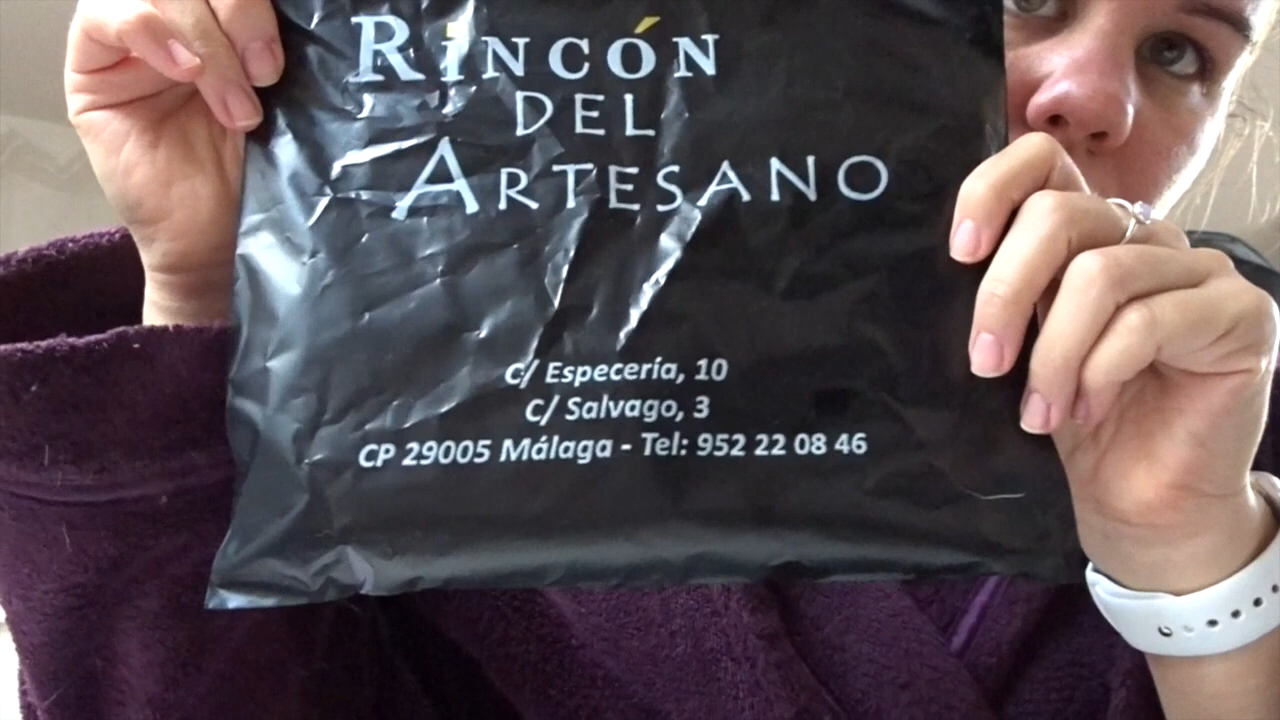 Rincón
del
Artesano
C/ Especería, 10
C/ Salvago, 3
CP 29005 Málaga - Tel: 952 22 08 46